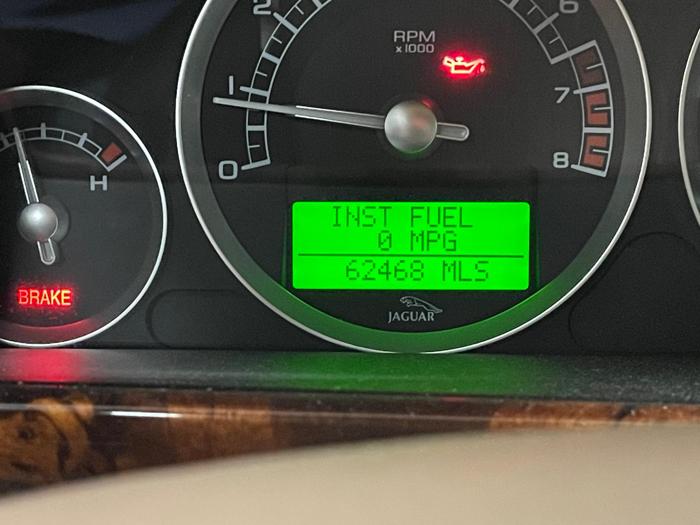 2
6
RPM
x1000
1
7
0
8
H
INST FUEL
0 MPG
62468 MLS
BRAKE
JAGUAR